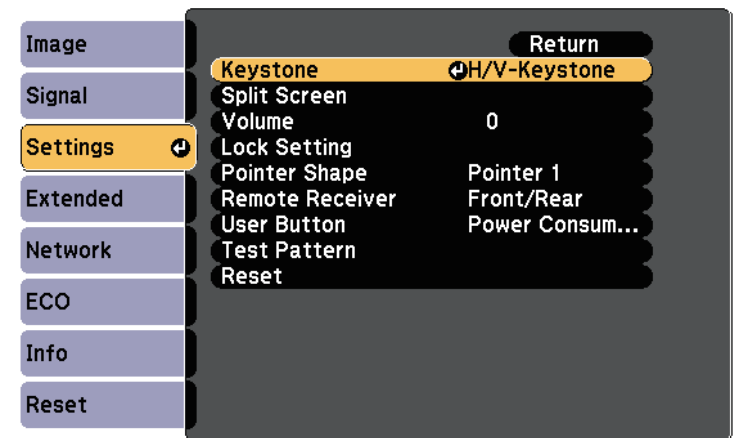 Image
Signal
Settings
Extended
Network
ECO
Info
Reset
Return
Keystone H/V-Keystone
Split Screen
Volume 0
Lock Setting
Pointer Shape Pointer 1
Remote Receiver Front/Rear
User Button Power Consum...
Test Pattern
Reset